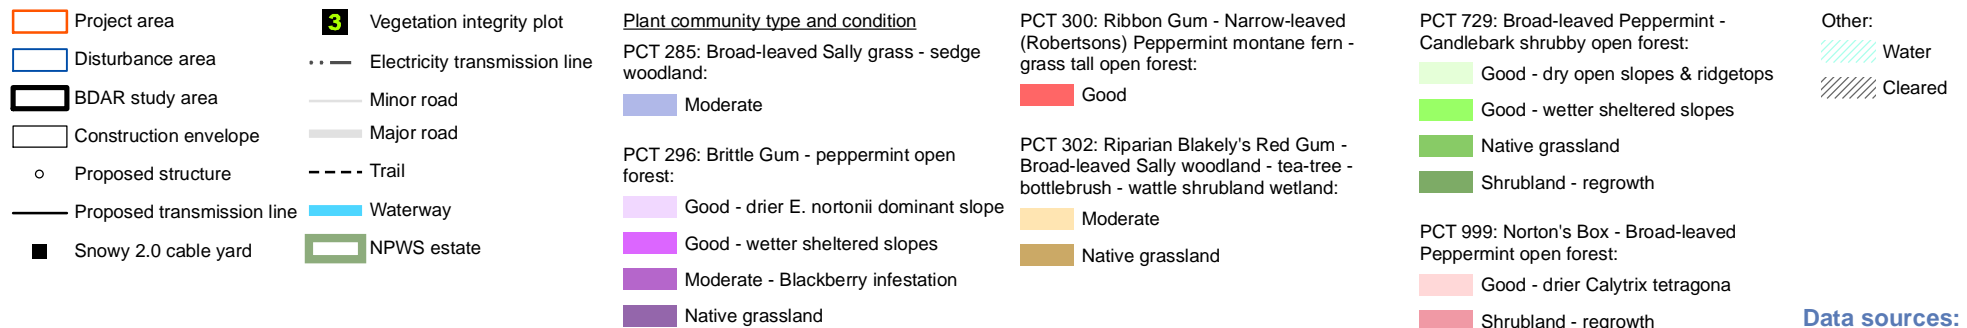 Project area
Disturbance area
BDAR study area
Construction envelope
Proposed structure
Proposed transmission line
Snowy 2.0 cable yard
3 Vegetation integrity plot
Electricity transmission line
Minor road
Major road
Trail
Waterway
NPWS estate
Plant community type and condition
PCT 285: Broad-leaved Sally grass - sedge
woodland:
Moderate
PCT 296: Brittle Gum - peppermint open
forest:
Good - drier E. nortonii dominant slope
Good - wetter sheltered slopes
Moderate - Blackberry infestation
Native grassland
PCT 300: Ribbon Gum - Narrow-leaved
(Robertsons) Peppermint montane fern -
grass tall open forest:
Good
PCT 302: Riparian Blakely's Red Gum -
Broad-leaved Sally woodland - tea-tree -
bottlebrush - wattle shrubland wetland:
Moderate
Native grassland
PCT 729: Broad-leaved Peppermint -
Candlebark shrubby open forest:
Good - dry open slopes & ridgetops
Good - wetter sheltered slopes
Native grassland
Shrubland - regrowth
PCT 999: Norton's Box - Broad-leaved
Peppermint open forest:
Good - drier Calytrix tetragona
Shrubland - regrowth
Other:
Water
Cleared
Data sources: